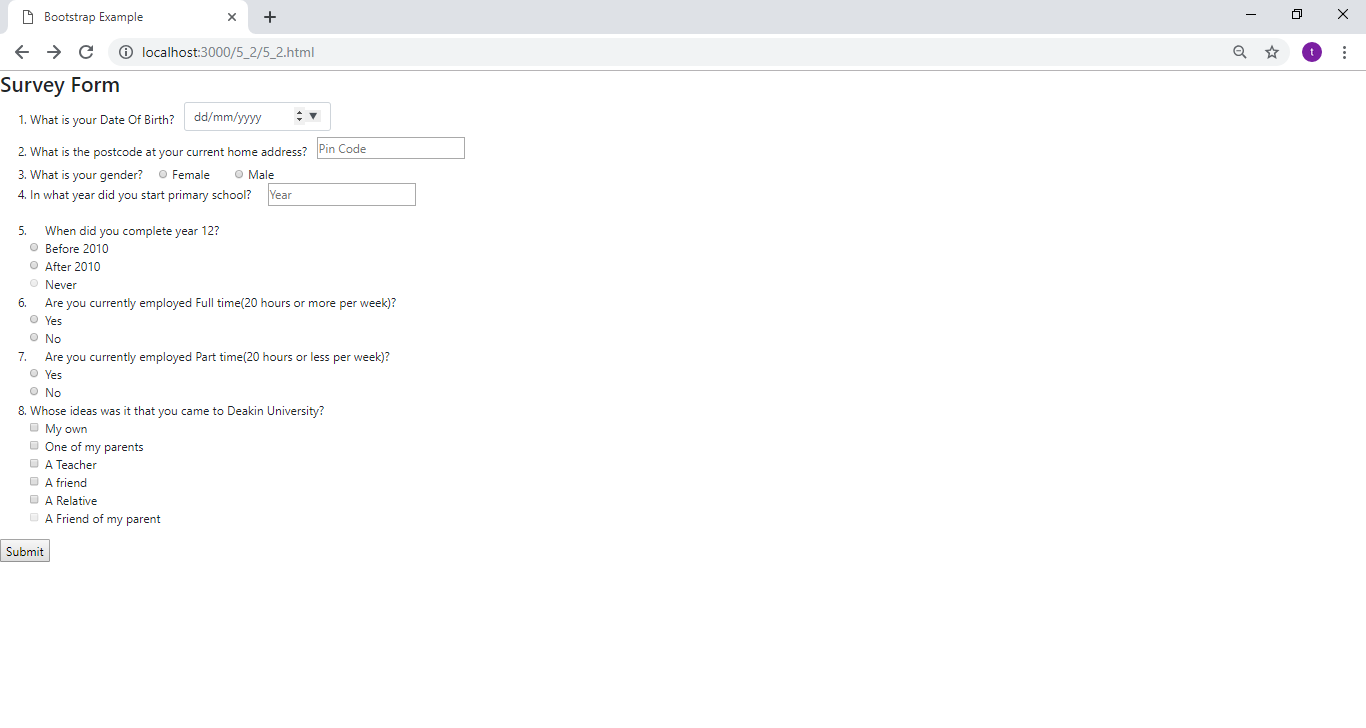 Bootstrap Example
localhost:3000/5_2/5_2.html
t
Survey Form
1. What is your Date Of Birth? dd/mm/yyyy
2. What is the postcode at your current home address? Pin Code
3. What is your gender? Female Male
4. In what year did you start primary school? Year
5. When did you complete year 12?
Before 2010
After 2010
Never
6. Are you currently employed Full time(20 hours or more per week)?
Yes
No
7. Are you currently employed Part time(20 hours or less per week)?
Yes
No
8. Whose ideas was it that you came to Deakin University?
My own
One of my parents
A Teacher
A friend
A Relative
A Friend of my parent
Submit